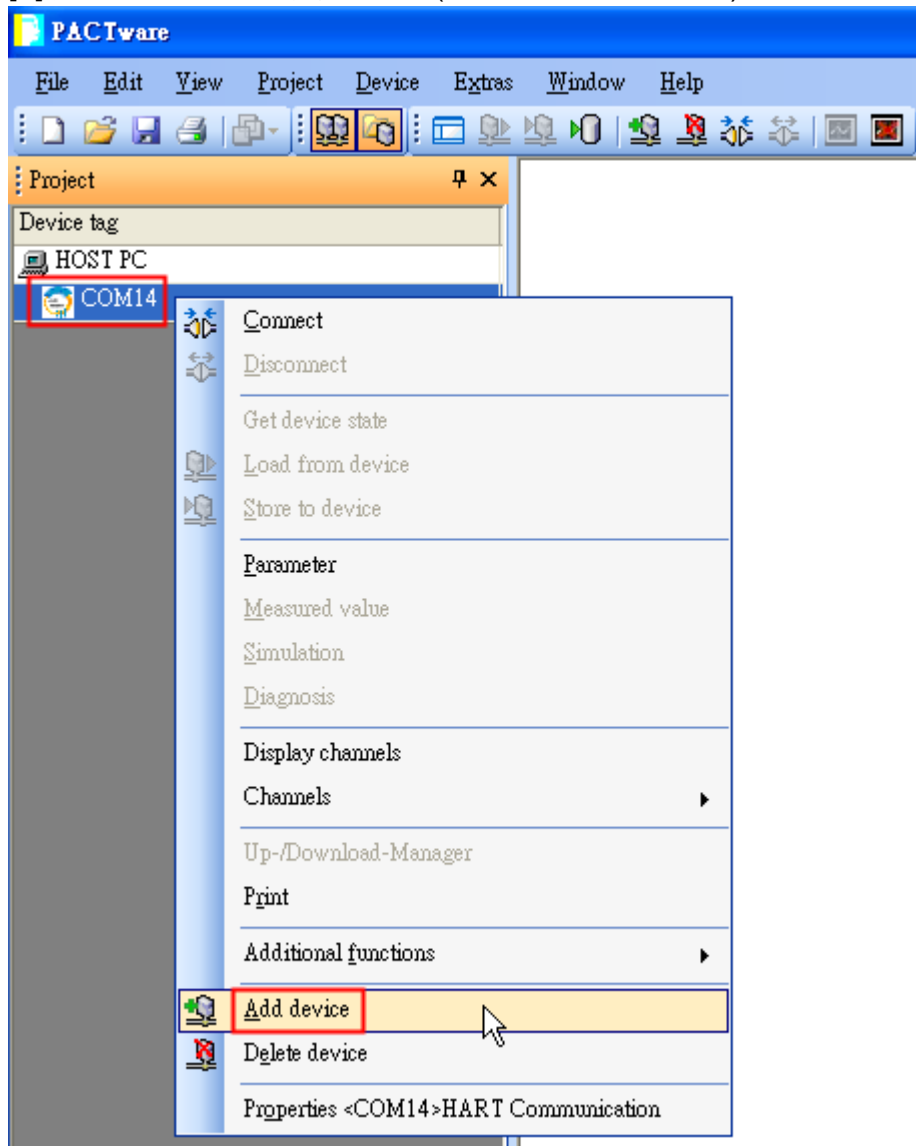 PACTware
File Edit View Project Device Extras Window Help
Project
Device tag
HOST PC
COM14
Connect
Disconnect
Get device state
Load from device
Store to device
Parameter
Measured value
Simulation
Diagnosis
Display channels
Channels
Up-/Download-Manager
Print
Additional functions
Add device
Delete device
Properties <COM14>HART Communication